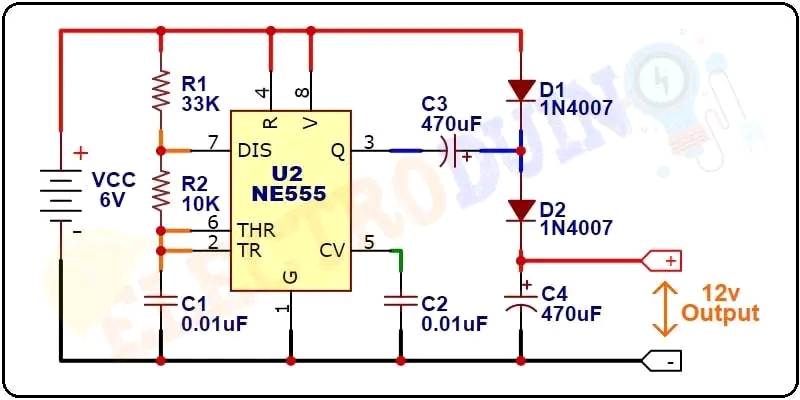 R1
33K
4
8
R
V
D1
1N4007
C3
470uF
+
7
DIS
Q
3
U2
NE555
+
VCC
6V
-
R2
10K
6
THR
2
TR
CV
5
D2
1N4007
G
1
C1
0.01uF
C2
0.01uF
+
C4
470uF
+
12v
Output
-
ELECTRODUINO